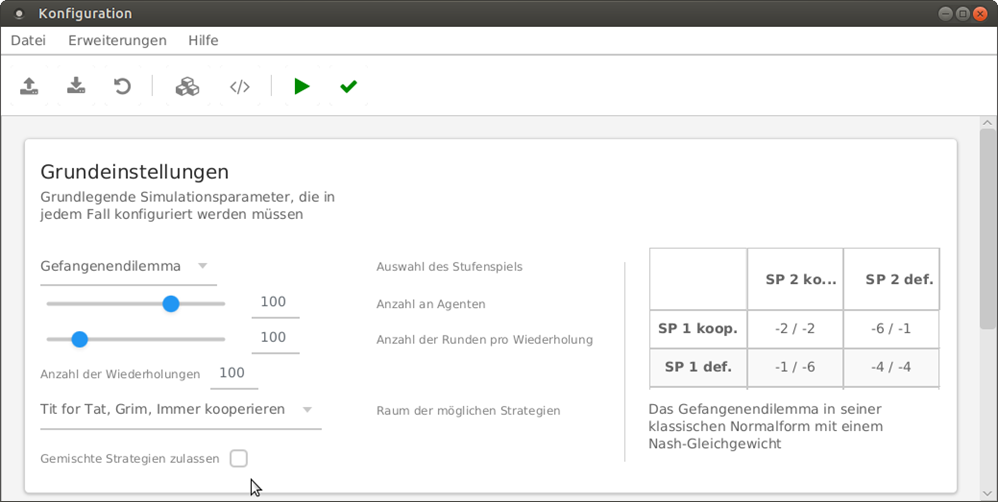 Konfiguration
Datei Erweiterungen Hilfe
</>
Grundeinstellungen
Grundlegende Simulationsparameter, die in
jedem Fall konfiguriert werden müssen
Gefangenendilemma
Auswahl des Stufenspiels
100
Anzahl an Agenten
100
Anzahl der Runden pro Wiederholung
Anzahl der Wiederholungen 100
Tit for Tat, Grim, Immer kooperieren
Raum der möglichen Strategien
Gemischte Strategien zulassen
SP 2 ko... SP 2 def.
SP 1 koop. -2 / -2 -6 / -1
SP 1 def. -1 / -6 -4 / -4
Das Gefangenendilemma in seiner
klassischen Normalform mit einem
Nash-Gleichgewicht